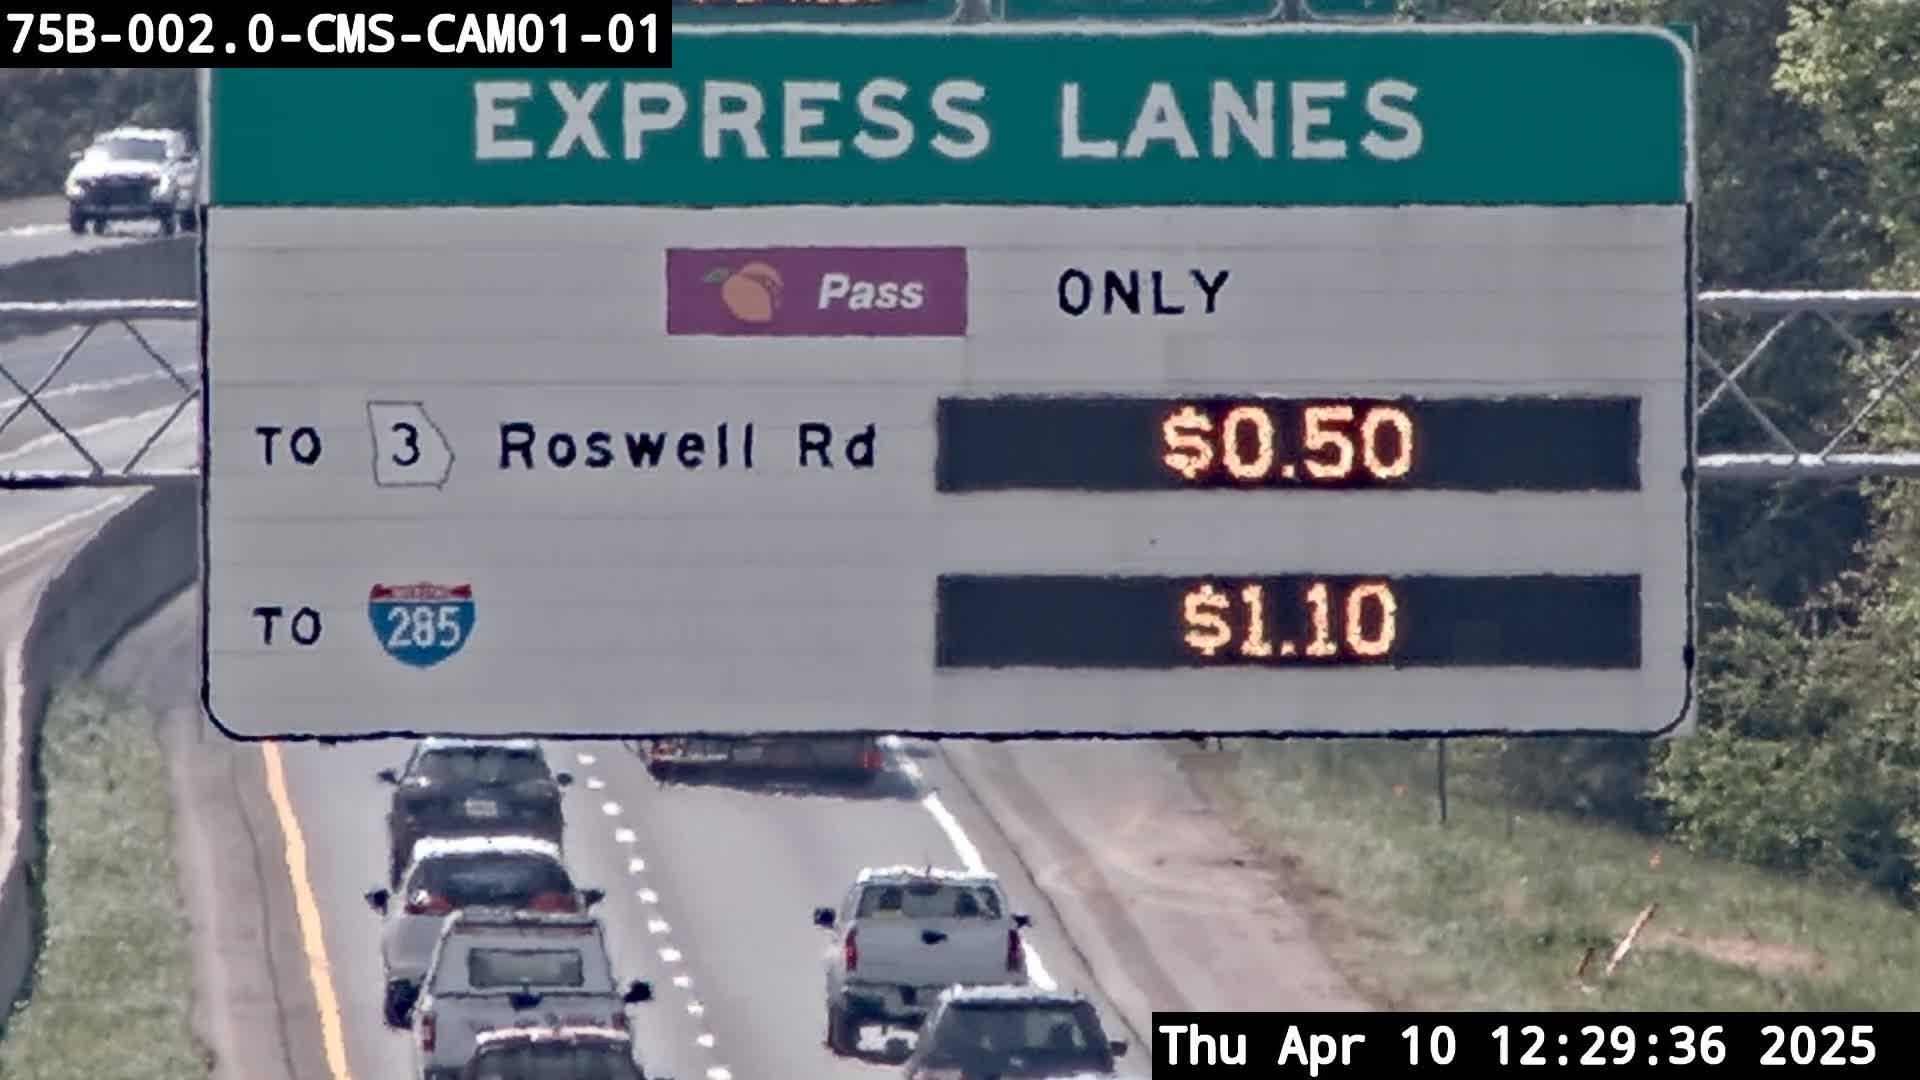 75B-002.0-CMS-CAM01-01
EXPRESS LANES
Pass ONLY
TO 3 Roswell Rd $0.50
TO 285 $1.10
Thu Apr 10 12:29:36 2025